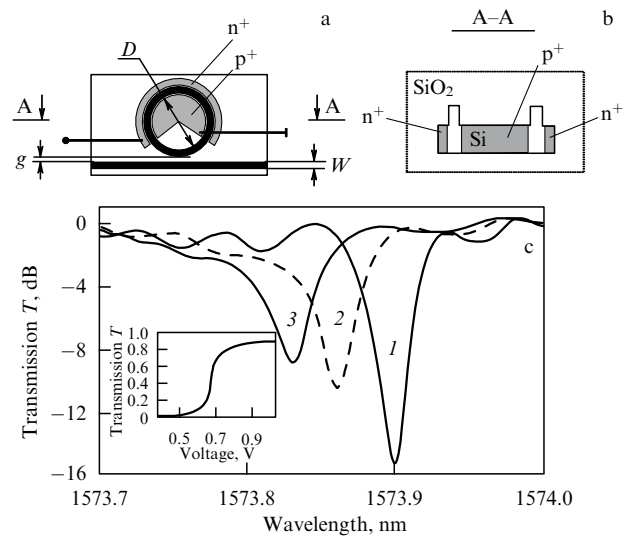 a
n⁺
D
p⁺
A
A
g
W
A–A
b
SiO₂
p⁺
n⁺
n⁺
Si
c
Transmission T, dB
0
−4
−8
−12
−16
3
2
1
Transmission T
1.0
0.8
0.6
0.4
0.2
0
0.5 0.7 0.9
Voltage, V
1573.7 1573.8 1573.9 1574.0
Wavelength, nm